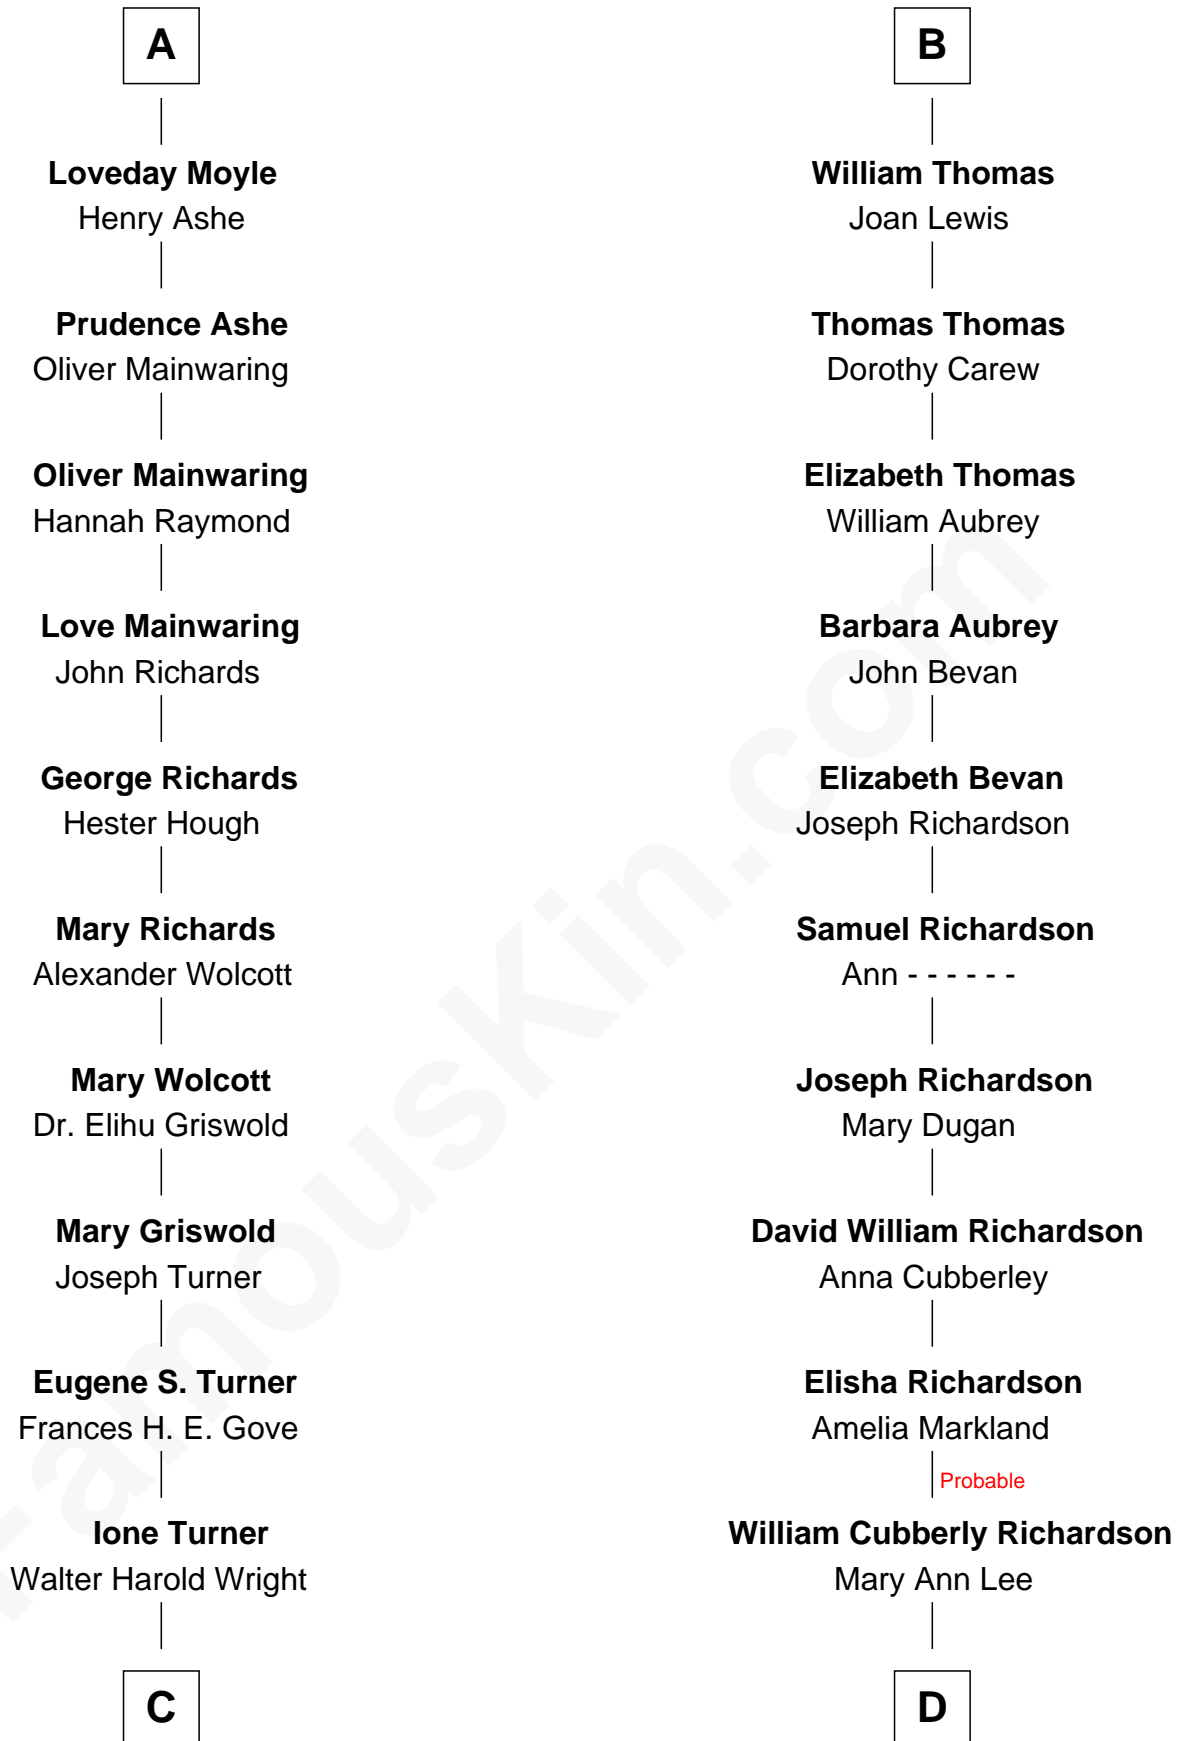 A
Loveday Moyle
Henry Ashe
Prudence Ashe
Oliver Mainwaring
Oliver Mainwaring
Hannah Raymond
Love Mainwaring
John Richards
George Richards
Hester Hough
Mary Richards
Alexander Wolcott
Mary Wolcott
Dr. Elihu Griswold
Mary Griswold
Joseph Turner
Eugene S. Turner
Frances H. E. Gove
Ione Turner
Walter Harold Wright
C
B
William Thomas
Joan Lewis
Thomas Thomas
Dorothy Carew
Elizabeth Thomas
William Aubrey
Barbara Aubrey
John Bevan
Elizabeth Bevan
Joseph Richardson
Samuel Richardson
Ann - - - - - -
Joseph Richardson
Mary Dugan
David William Richardson
Anna Cubberley
Elisha Richardson
Amelia Markland
Probable
William Cubberly Richardson
Mary Ann Lee
D
FamousKin.com